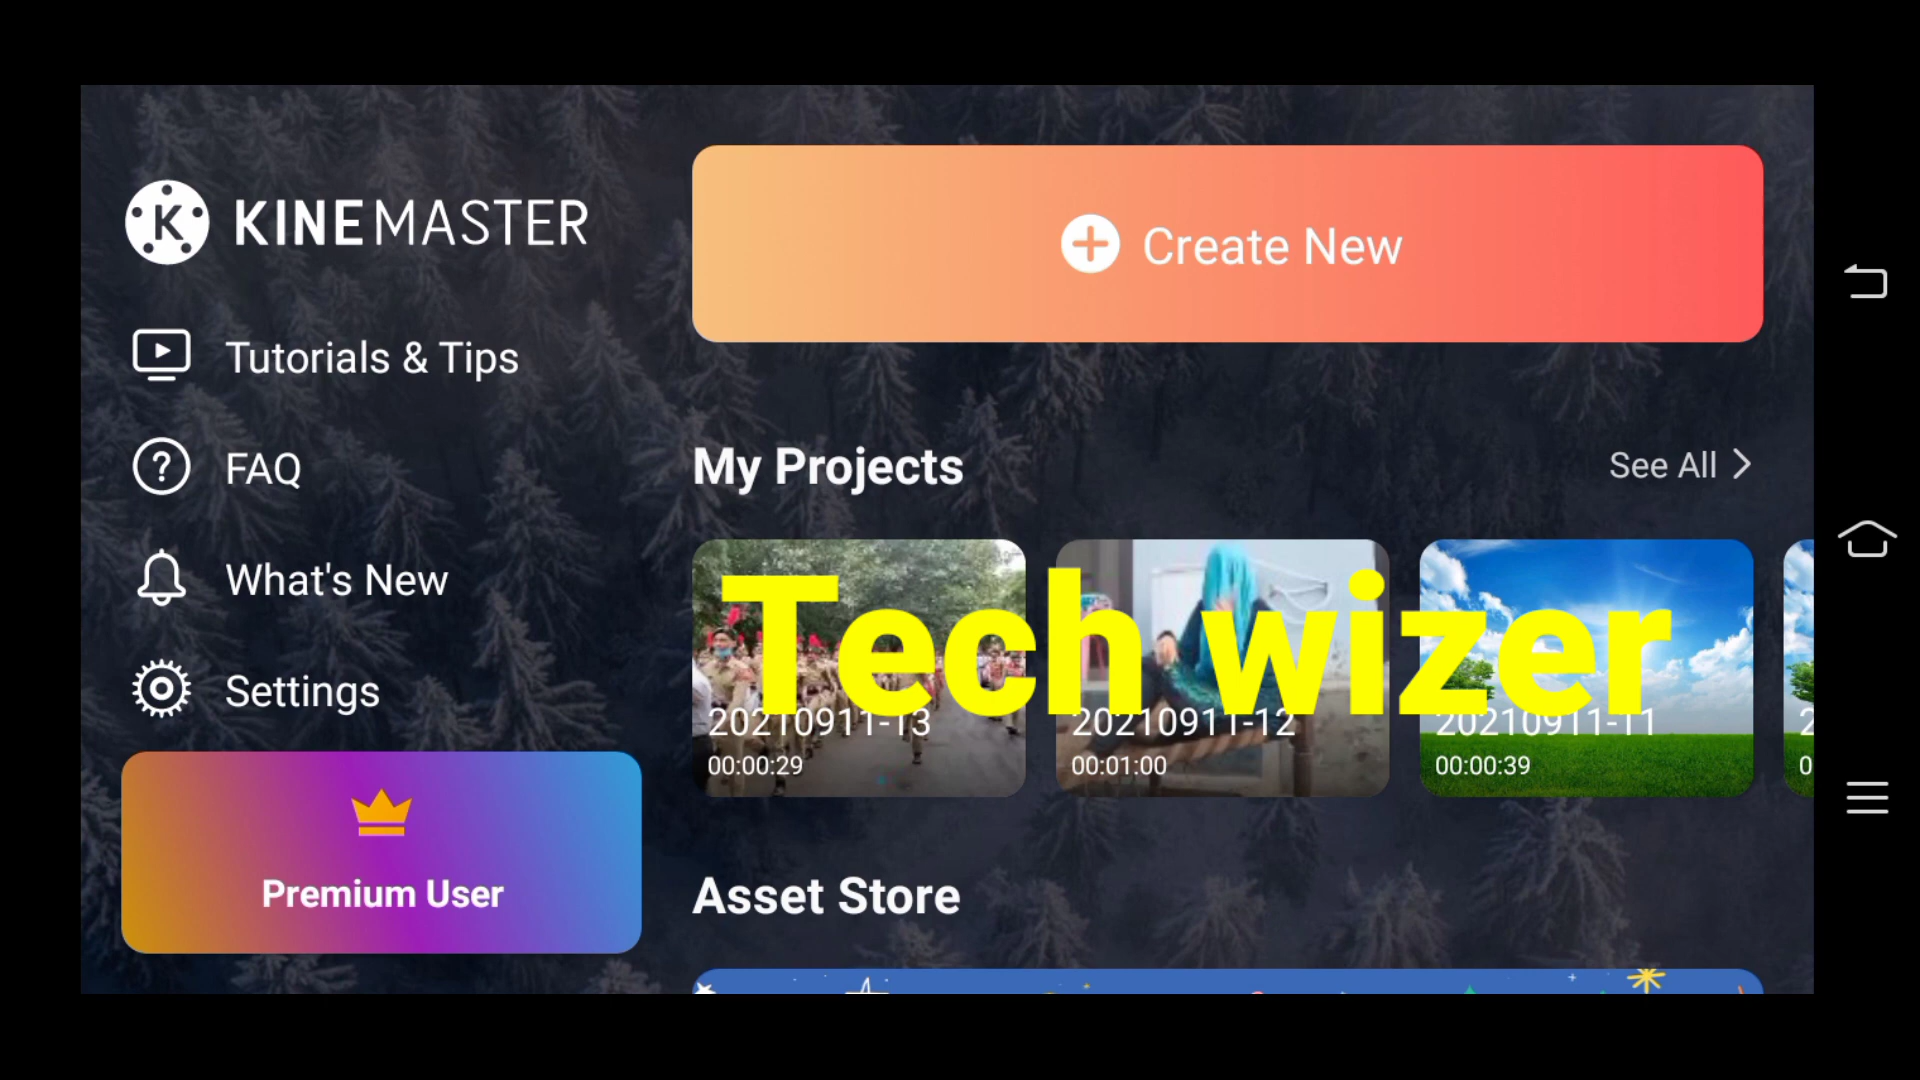 KINEMASTER
Tutorials & Tips
FAQ
What's New
Settings
Premium User
Create New
My Projects
See All
Tech wizer
20210911-13
00:00:29
20210911-12
00:01:00
20210911-11
00:00:39
Asset Store